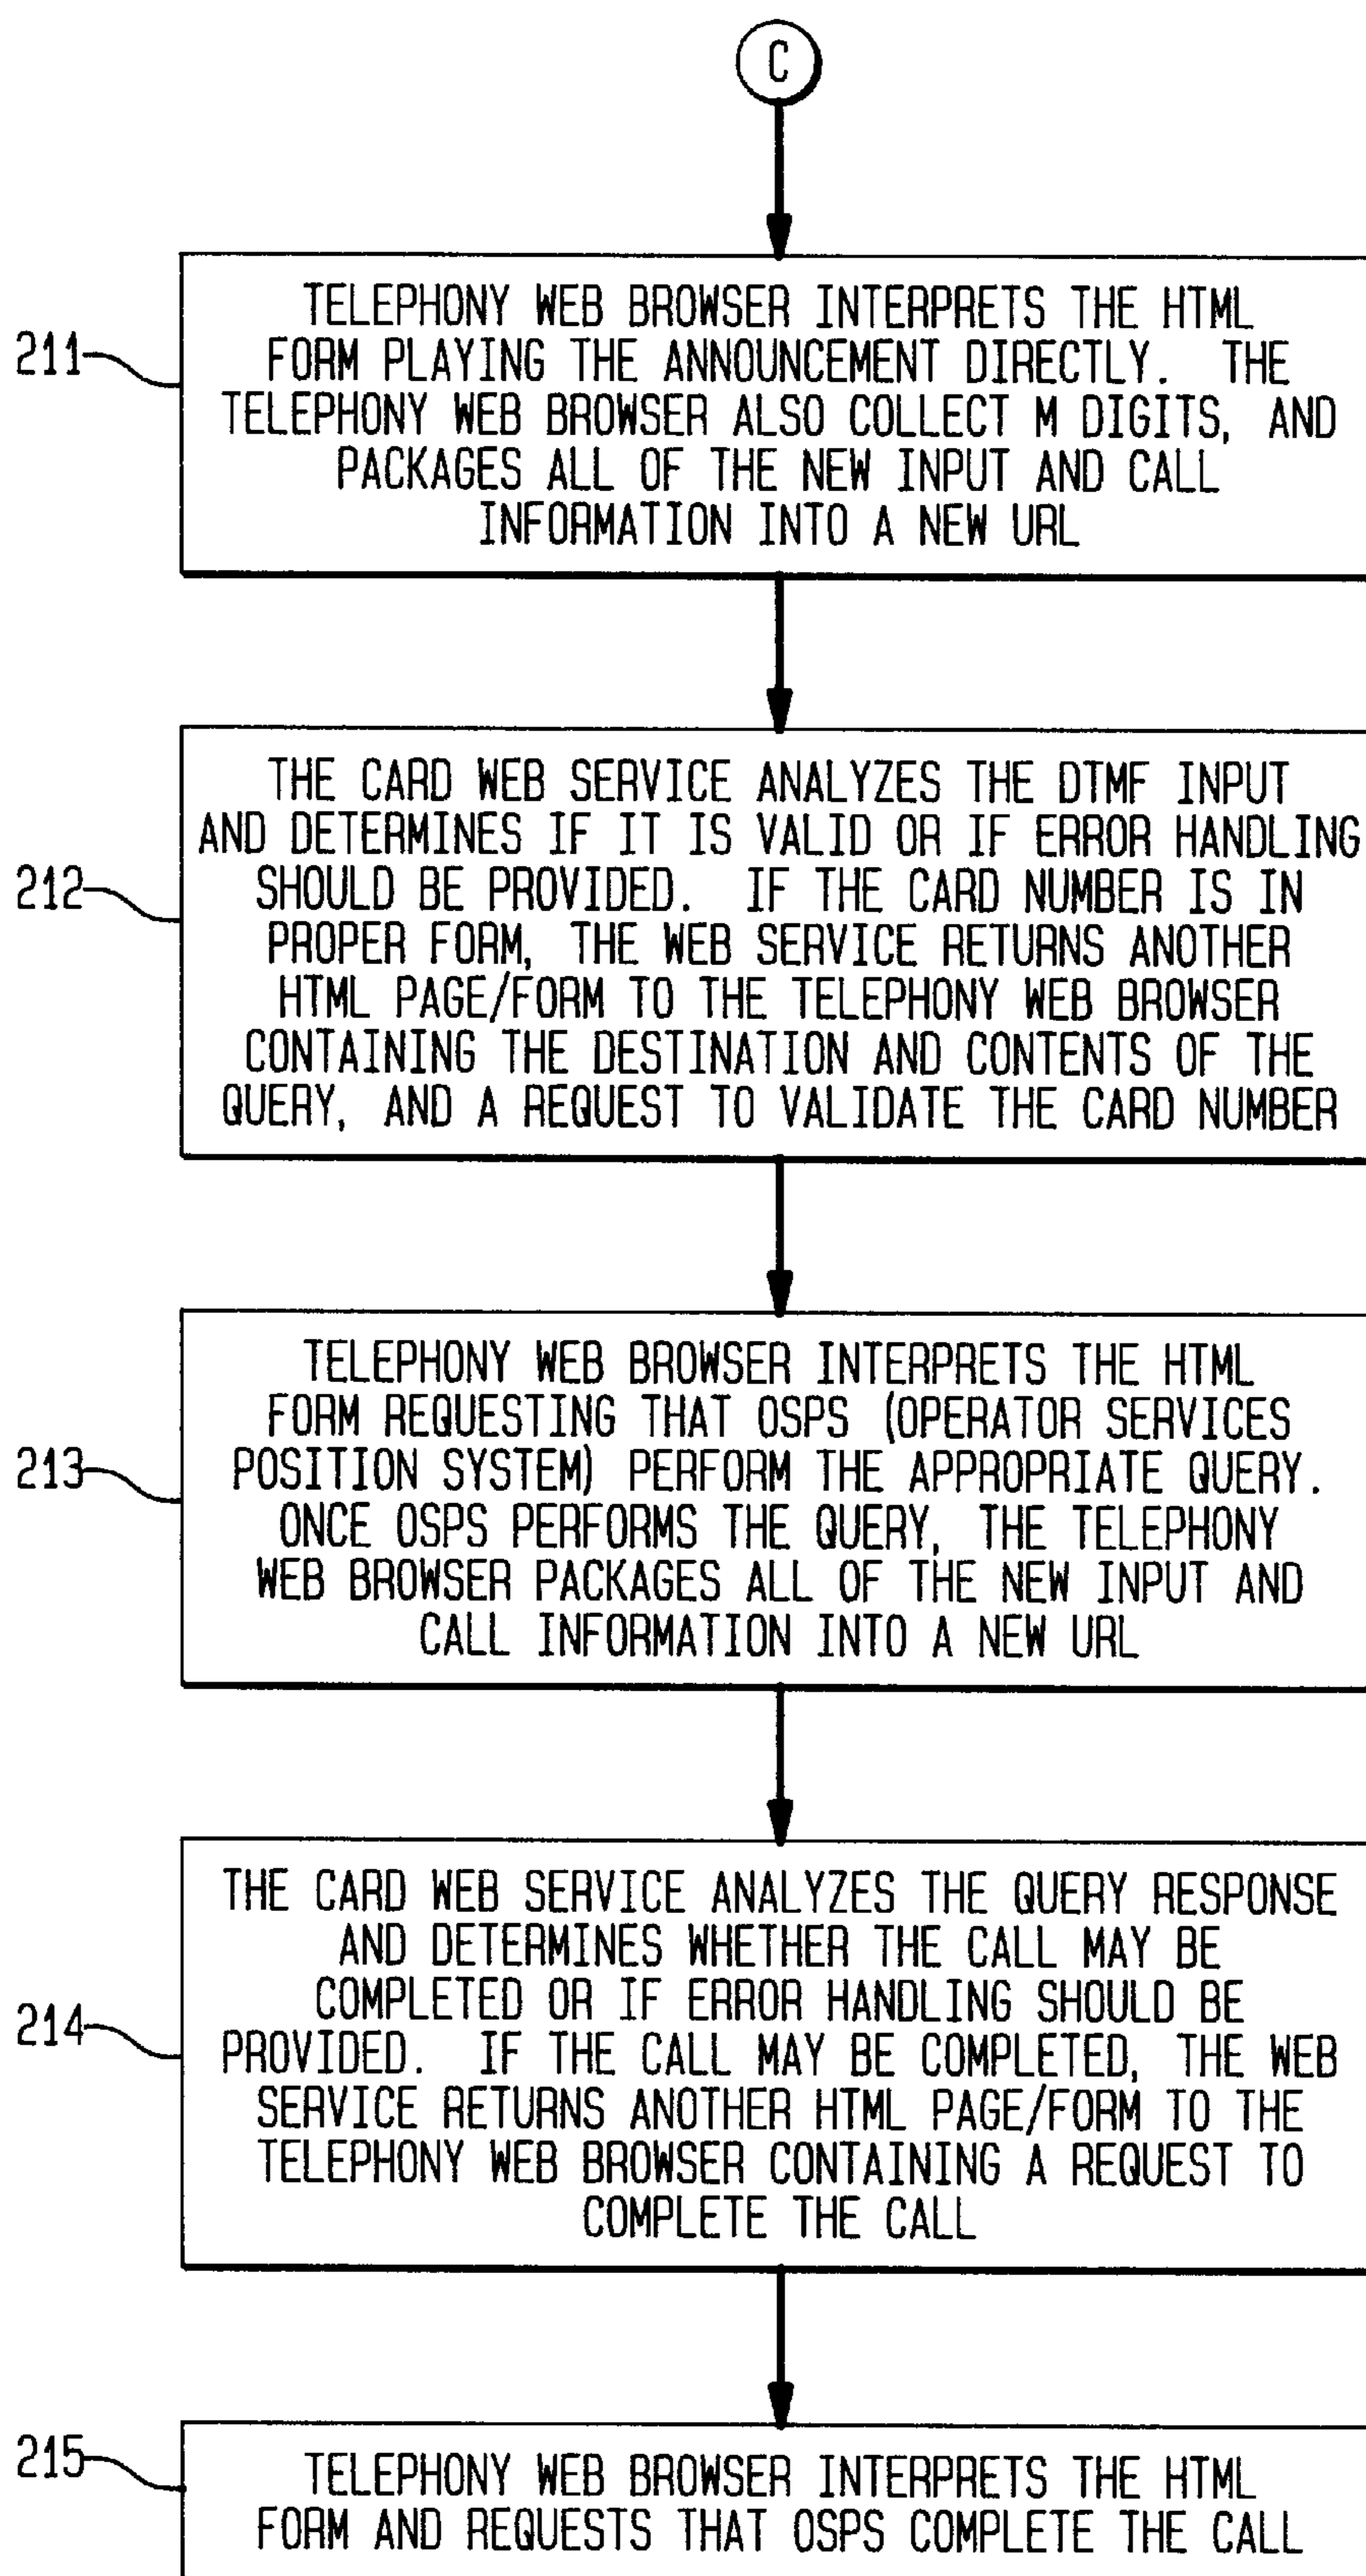 C
211
TELEPHONY WEB BROWSER INTERPRETS THE HTML
FORM PLAYING THE ANNOUNCEMENT DIRECTLY. THE
TELEPHONY WEB BROWSER ALSO COLLECT M DIGITS, AND
PACKAGES ALL OF THE NEW INPUT AND CALL
INFORMATION INTO A NEW URL
212
THE CARD WEB SERVICE ANALYZES THE DTMF INPUT
AND DETERMINES IF IT IS VALID OR IF ERROR HANDLING
SHOULD BE PROVIDED. IF THE CARD NUMBER IS IN
PROPER FORM, THE WEB SERVICE RETURNS ANOTHER
HTML PAGE/FORM TO THE TELEPHONY WEB BROWSER
CONTAINING THE DESTINATION AND CONTENTS OF THE
QUERY, AND A REQUEST TO VALIDATE THE CARD NUMBER
213
TELEPHONY WEB BROWSER INTERPRETS THE HTML
FORM REQUESTING THAT OSPS (OPERATOR SERVICES
POSITION SYSTEM) PERFORM THE APPROPRIATE QUERY.
ONCE OSPS PERFORMS THE QUERY, THE TELEPHONY
WEB BROWSER PACKAGES ALL OF THE NEW INPUT AND
CALL INFORMATION INTO A NEW URL
214
THE CARD WEB SERVICE ANALYZES THE QUERY RESPONSE
AND DETERMINES WHETHER THE CALL MAY BE
COMPLETED OR IF ERROR HANDLING SHOULD BE
PROVIDED. IF THE CALL MAY BE COMPLETED, THE WEB
SERVICE RETURNS ANOTHER HTML PAGE/FORM TO THE
TELEPHONY WEB BROWSER CONTAINING A REQUEST TO
COMPLETE THE CALL
215
TELEPHONY WEB BROWSER INTERPRETS THE HTML
FORM AND REQUESTS THAT OSPS COMPLETE THE CALL